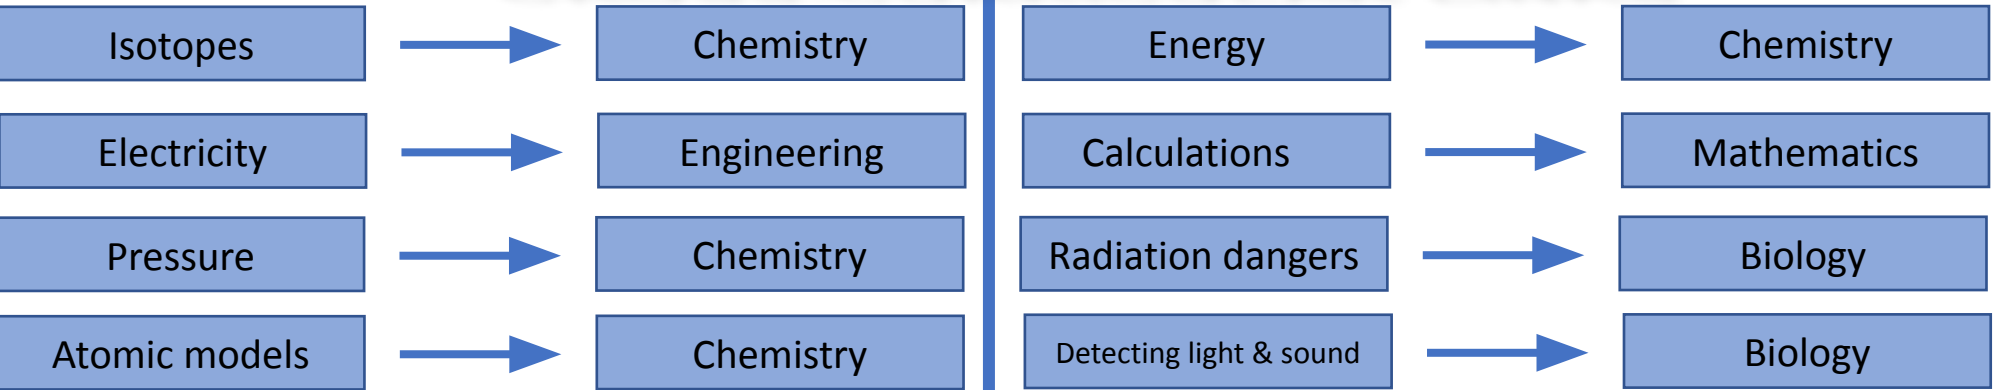 Isotopes
Chemistry
Energy
Chemistry
Electricity
Engineering
Calculations
Mathematics
Pressure
Chemistry
Radiation dangers
Biology
Atomic models
Chemistry
Detecting light & sound
Biology